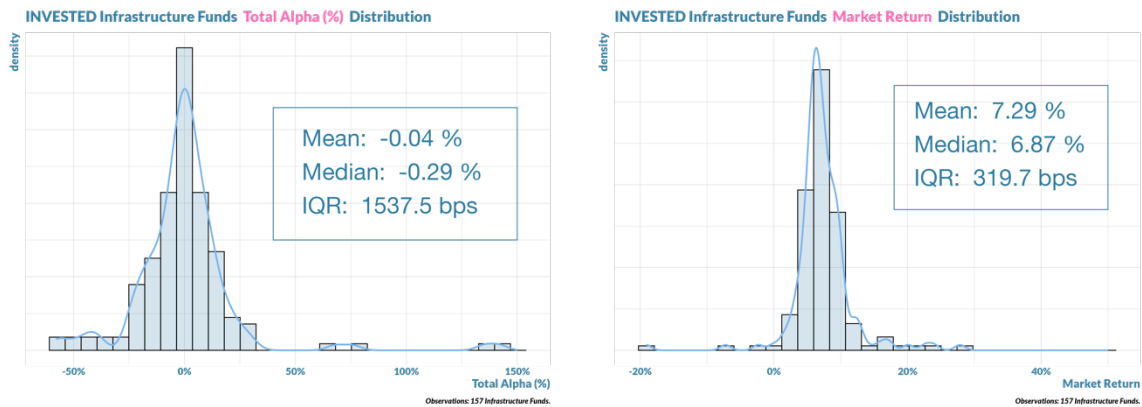 INVESTED Infrastructure Funds Total Alpha (%) Distribution
density
Mean: -0.04 %
Median: -0.29 %
IQR: 1537.5 bps
-50% 0% 50% 100% 150%
Total Alpha (%)
Observations: 157 Infrastructure Funds.
INVESTED Infrastructure Funds Market Return Distribution
density
Mean: 7.29 %
Median: 6.87 %
IQR: 319.7 bps
-20% 0% 20% 40%
Market Return
Observations: 157 Infrastructure Funds.